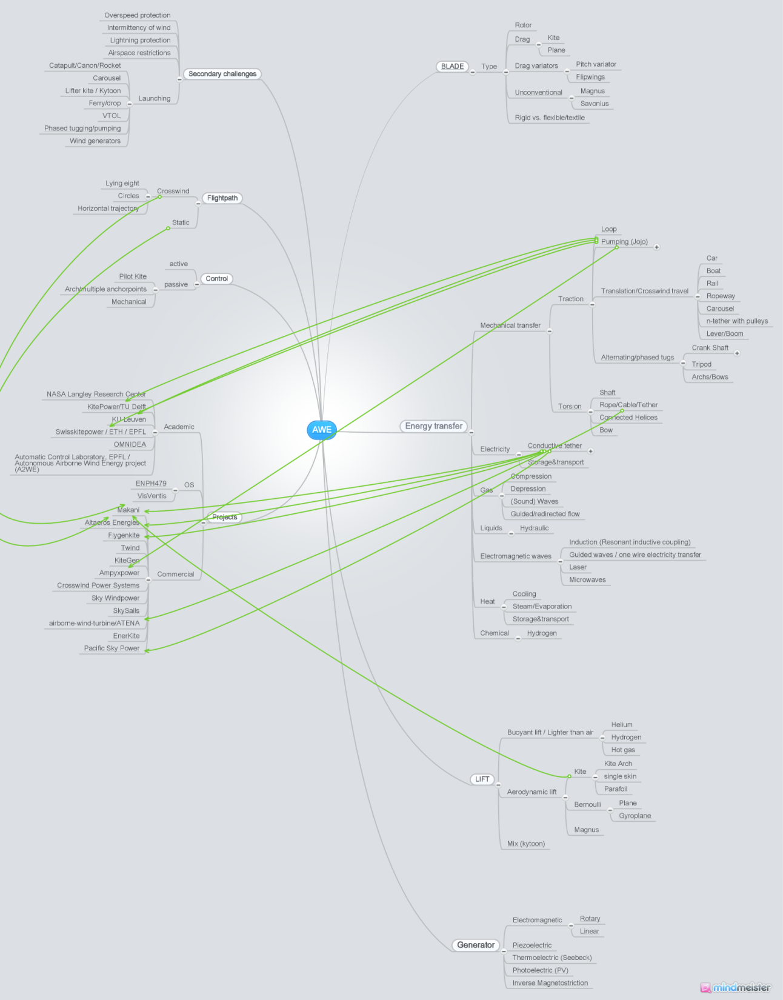 Overspeed protection
Intermittency of wind
Lightning protection
Airspace restrictions
Catapult/Canon/Rocket
Carousel
Lifter kite / Kytoon
Ferry/drop
VTOL
Phased tugging/pumping
Wind generators
Launching
Secondary challenges
Lying eight
Circles
Horizontal trajectory
Crosswind
Static
Flightpath
active
Pilot Kite
Arch/multiple anchorpoints
Mechanical
passive
Control
NASA Langley Research Center
KitePower/TU Delft
KU Leuven
Swisskitepower / ETH / EPFL
OMNIDEA
Automatic Control Laboratory, EPFL /
Autonomous Airborne Wind Energy project
(A2WE)
Academic
ENPH479
VisVentis
OS
Makani
Altaeros Energies
Flygenkite
Twind
KiteGen
Ampyxpower
Crosswind Power Systems
Sky Windpower
SkySails
airborne-wind-turbine/ATENA
EnerKite
Pacific Sky Power
Commercial
Projects
AWE
BLADE
Type
Rotor
Drag
Kite
Plane
Drag variators
Pitch variator
Flipwings
Unconventional
Magnus
Savonius
Rigid vs. flexible/textile
Energy transfer
Mechanical transfer
Traction
Loop
Pumping (Jojo)
Translation/Crosswind travel
Car
Boat
Rail
Ropeway
Carousel
n-tether with pulleys
Lever/Boom
Alternating/phased tugs
Crank Shaft
Tripod
Archs/Bows
Torsion
Shaft
Rope/Cable/Tether
Connected Helices
Bow
Electricity
Conductive tether
Storage&transport
Gas
Compression
Depression
(Sound) Waves
Guided/redirected flow
Liquids
Hydraulic
Electromagnetic waves
Induction (Resonant inductive coupling)
Guided waves / one wire electricity transfer
Laser
Microwaves
Heat
Cooling
Steam/Evaporation
Storage&transport
Chemical
Hydrogen
LIFT
Buoyant lift / Lighter than air
Helium
Hydrogen
Hot gas
Aerodynamic lift
Kite
Kite Arch
single skin
Parafoil
Bernoulli
Plane
Gyroplane
Magnus
Mix (kytoon)
Generator
Electromagnetic
Rotary
Linear
Piezoelectric
Thermoelectric (Seebeck)
Photoelectric (PV)
Inverse Magnetostriction
mindmeister